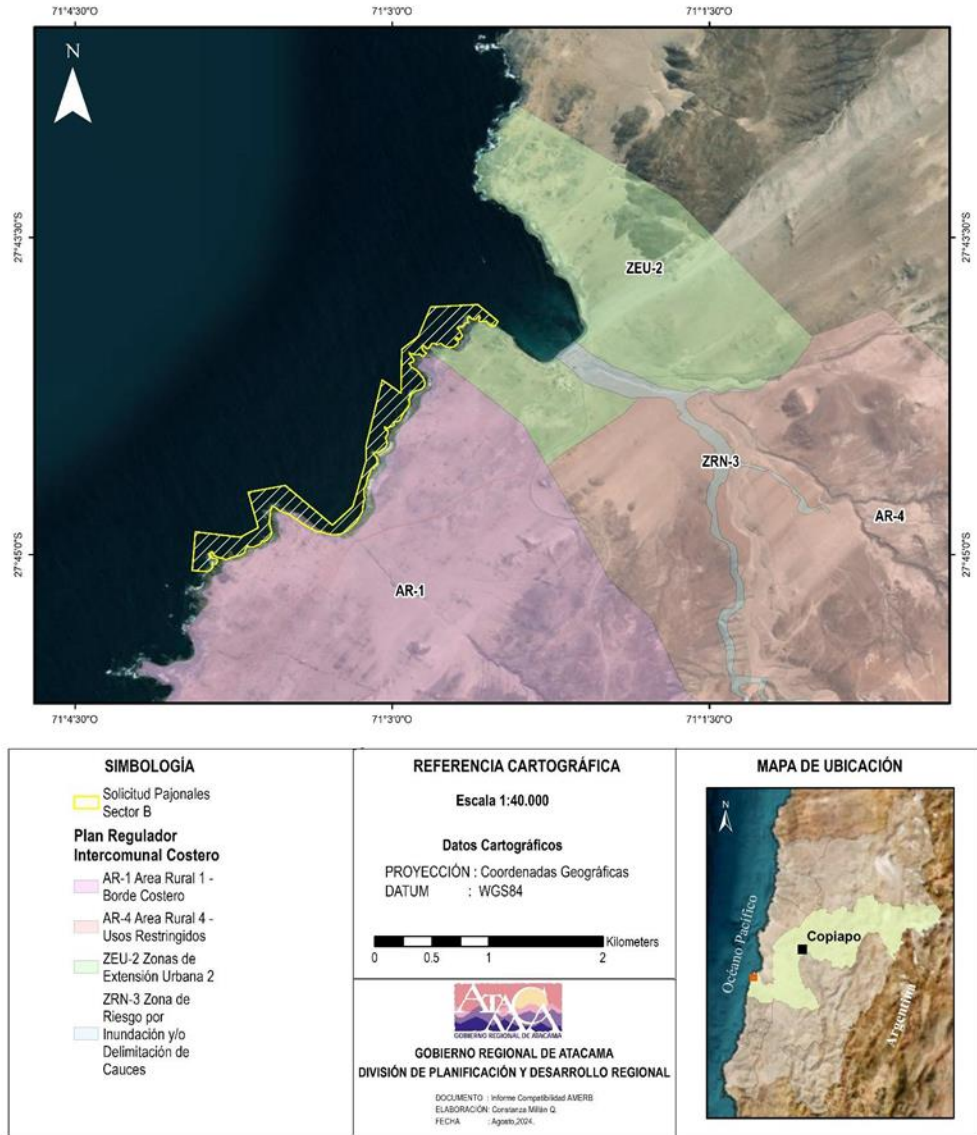 71°4'30"O 71°3'0"O 71°1'30"O
N
27°43'30"S 27°43'30"S
ZEU-2
ZRN-3
AR-4
27°45'0"S 27°45'0"S
AR-1
71°4'30"O 71°3'0"O 71°1'30"O
SIMBOLOGÍA
Solicitud Pajonales
Sector B
Plan Regulador
Intercomunal Costero
AR-1 Area Rural 1 -
Borde Costero
AR-4 Area Rural 4 -
Usos Restringidos
ZEU-2 Zonas de
Extensión Urbana 2
ZRN-3 Zona de
Riesgo por
Inundación y/o
Delimitación de
Cauces
REFERENCIA CARTOGRÁFICA
Escala 1:40.000
Datos Cartográficos
PROYECCIÓN : Coordenadas Geográficas
DATUM : WGS84
Kilometers
0 0.5 1 2
ATACAMA
GOBIERNO REGIONAL DE ATACAMA
GOBIERNO REGIONAL DE ATACAMA
DIVISIÓN DE PLANIFICACIÓN Y DESARROLLO REGIONAL
DOCUMENTO : Informe Compatibilidad AMERB
ELABORACIÓN: Constanza Millán Q.
FECHA : Agosto,2024.
MAPA DE UBICACIÓN
N
Océano Pacífico
Copiapo
Argentina